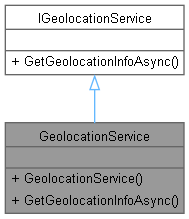 IGeolocationService
+ GetGeolocationInfoAsync()
GeolocationService
+ GeolocationService()
+ GetGeolocationInfoAsync()